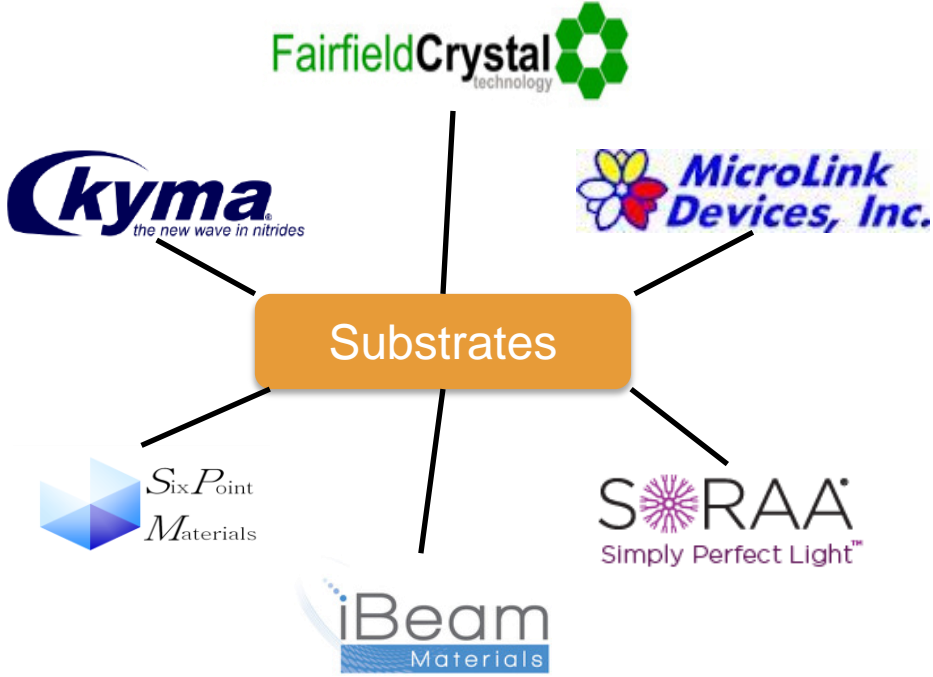 FairfieldCrystal
technology
kyma®
the new wave in nitrides
MicroLink
Devices, Inc.
Substrates
SixPoint
Materials
SORAA
Simply Perfect Light™
iBeam
Materials